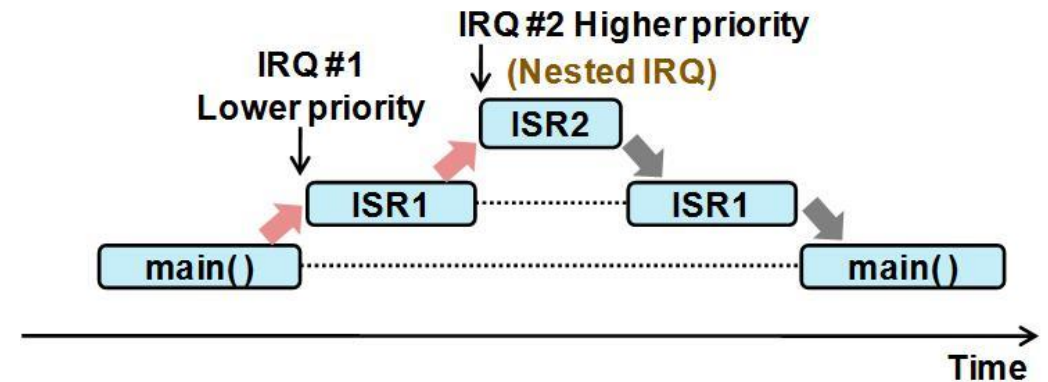 IRQ #2 Higher priority
(Nested IRQ)
IRQ #1
Lower priority
ISR2
ISR1
ISR1
main()
main()
Time